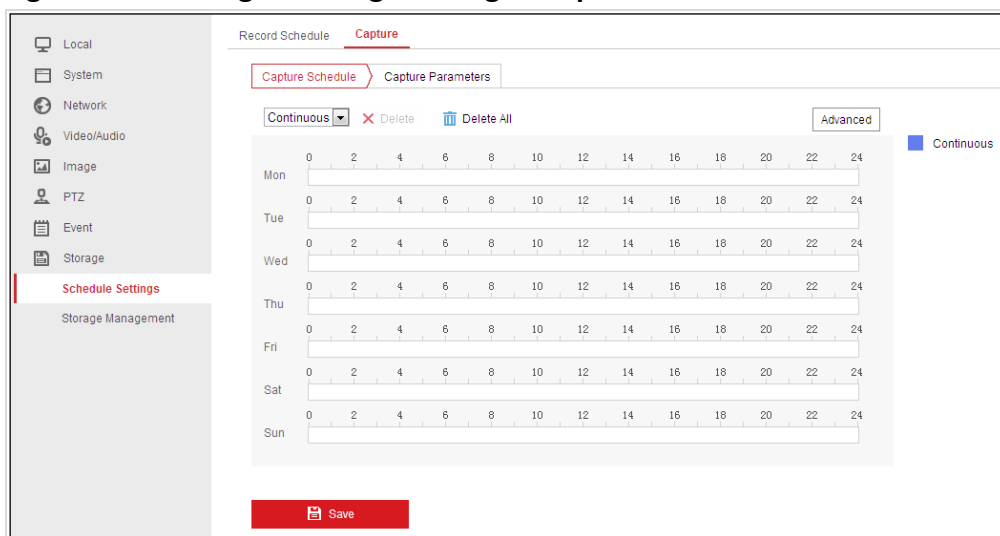 Local
System
Network
Video/Audio
Image
PTZ
Event
Storage
Schedule Settings
Storage Management
Record Schedule Capture
Capture Schedule Capture Parameters
Continuous Delete Delete All Advanced
Continuous
0 2 4 6 8 10 12 14 16 18 20 22 24
Mon
0 2 4 6 8 10 12 14 16 18 20 22 24
Tue
0 2 4 6 8 10 12 14 16 18 20 22 24
Wed
0 2 4 6 8 10 12 14 16 18 20 22 24
Thu
0 2 4 6 8 10 12 14 16 18 20 22 24
Fri
0 2 4 6 8 10 12 14 16 18 20 22 24
Sat
0 2 4 6 8 10 12 14 16 18 20 22 24
Sun
Save